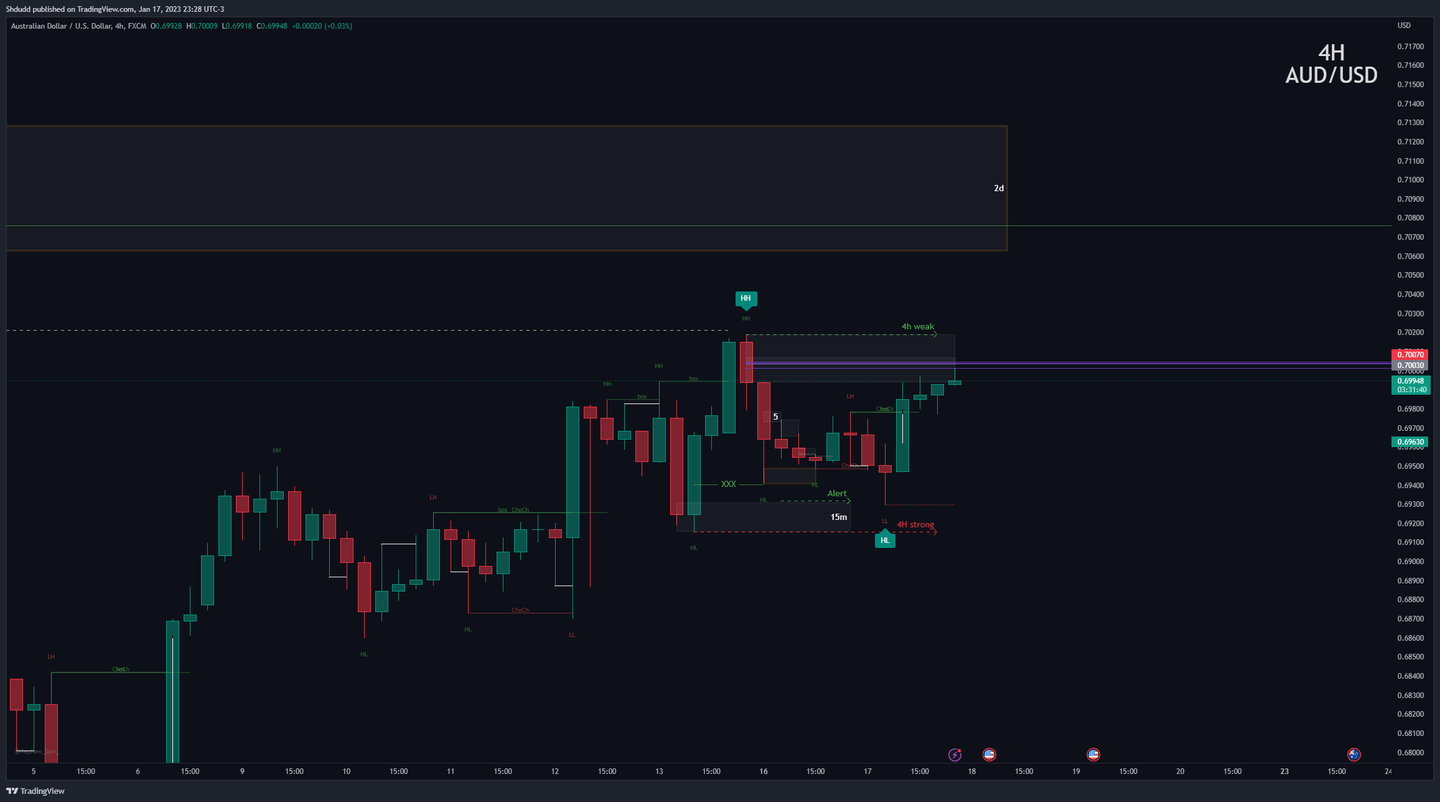 Shdudd published on TradingView.com, Jan 17, 2023 23:28 UTC-3
Australian Dollar / U.S. Dollar, 4h, FXCM O0.69928 H0.70009 L0.69918 C0.69948 +0.00020 (+0.03%)
USD
4H
AUD/USD
0.71700
0.71600
0.71500
0.71400
0.71300
0.71200
0.71100
2d
0.71000
0.70900
0.70800
0.70700
0.70600
0.70500
0.70400
HH
HH
0.70300
4h weak
0.70200
0.70070
0.70030
0.70000
0.69948
03:31:40
HH
HH
bos
bos
LH
0.69800
5
0.69700
0.69630
HH
0.69500
ChoCh
XXX
HL
0.69400
LH
HL
Alert
0.69300
bos
ChoCh
15m
LL
4H strong
0.69200
HL
HL
0.69100
0.69000
0.68900
0.68800
ChoCh
0.68700
HL
LL
0.68600
HL
LH
0.68500
0.68400
0.68300
0.68200
0.68100
0.68000
5 15:00 6 15:00 9 15:00 10 15:00 11 15:00 12 15:00 13 15:00 16 15:00 17 15:00 18 15:00 19 15:00 20 15:00 23 15:00 24
TradingView